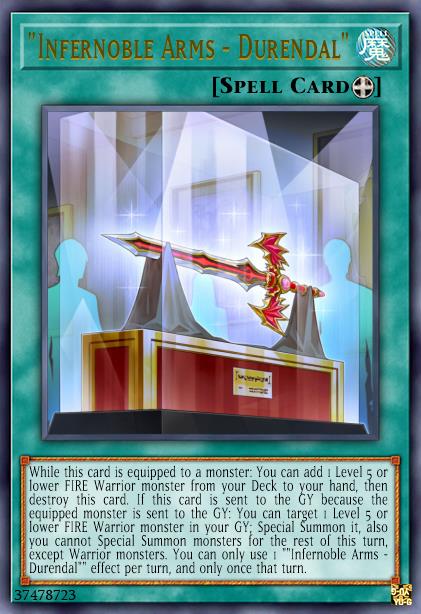 "Infernoble Arms - Durendal"
SPELL
魔
[Spell Card]
While this card is equipped to a monster: You can add 1 Level 5 or
lower FIRE Warrior monster from your Deck to your hand, then
destroy this card. If this card is sent to the GY because the
equipped monster is sent to the GY: You can target 1 Level 5 or
lower FIRE Warrior monster in your GY; Special Summon it, also
you cannot Special Summon monsters for the rest of this turn,
except Warrior monsters. You can only use 1 ""Infernoble Arms -
Durendal"" effect per turn, and only once that turn.
37478723